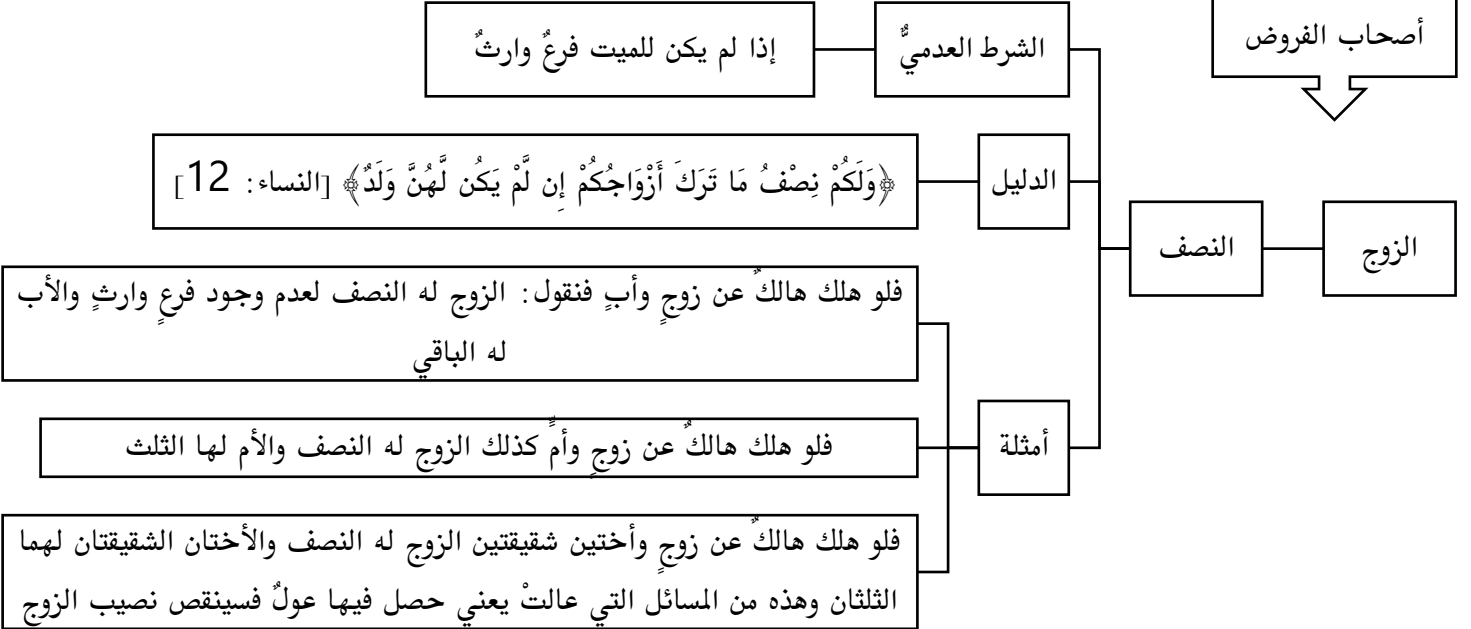 أصحاب الفروض
الزوج
النصف
الشرط العدميُّ
إذا لم يكن للميت فرعٌ وارثٌ
الدليل
﴿وَلَكُمْ نِصْفُ مَا تَرَكَ أَزْوَاجُكُمْ إِن لَّمْ يَكُن لَّهُنَّ وَلَدٌ﴾ [النساء: 12]
أمثلة
فلو هلك هالكٌ عن زوجٍ وأبٍ فنقول: الزوج له النصف لعدم وجود فرعٍ وارثٍ والأب
له الباقي
فلو هلك هالكٌ عن زوجٍ وأمٍّ كذلك الزوج له النصف والأم لها الثلث
فلو هلك هالكٌ عن زوجٍ وأختين شقيقتين الزوج له النصف والأختان الشقيقتان لهما
الثلثان وهذه من المسائل التي عالتْ يعني حصل فيها عولٌ فسينقص نصيب الزوج